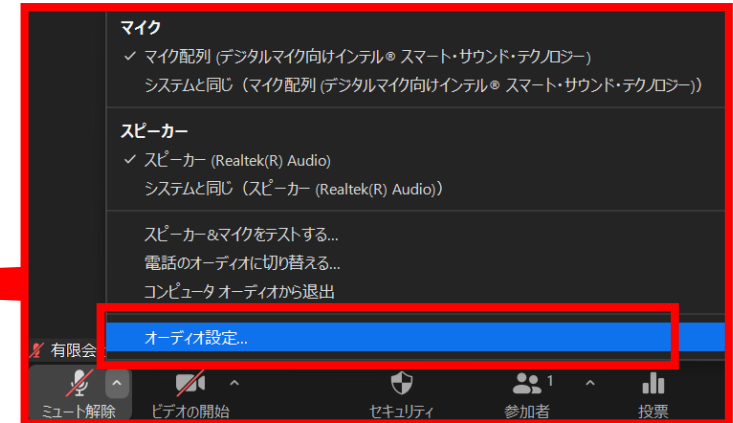 マイク
✓ マイク配列 (デジタルマイク向けインテル® スマート・サウンド・テクノロジー)
システムと同じ（マイク配列 (デジタルマイク向けインテル® スマート・サウンド・テクノロジー)）
スピーカー
✓ スピーカー (Realtek(R) Audio)
システムと同じ（スピーカー (Realtek(R) Audio)）
スピーカー&マイクをテストする...
電話のオーディオに切り替える...
コンピュータ オーディオから退出
オーディオ設定...
有限会
1
ミュート解除 ビデオの開始 セキュリティ 参加者 投票